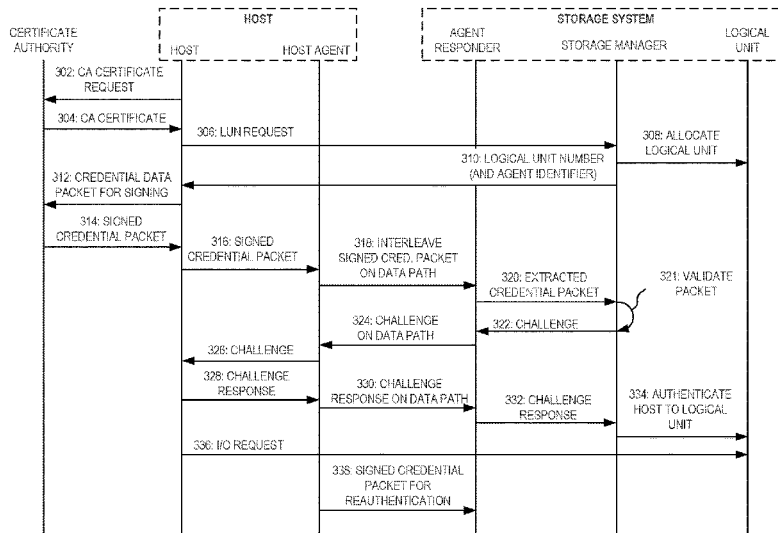 HOST
STORAGE SYSTEM
CERTIFICATE
AUTHORITY
HOST
HOST AGENT
AGENT
RESPONDER
STORAGE MANAGER
LOGICAL
UNIT
302: CA CERTIFICATE
REQUEST
304: CA CERTIFICATE
306: LUN REQUEST
308: ALLOCATE
LOGICAL UNIT
310: LOGICAL UNIT NUMBER
(AND AGENT IDENTIFIER)
312: CREDENTIAL DATA
PACKET FOR SIGNING
314: SIGNED
CREDENTIAL PACKET
316: SIGNED
CREDENTIAL PACKET
318: INTERLEAVE
SIGNED CRED. PACKET
ON DATA PATH
320: EXTRACTED
CREDENTIAL PACKET
321: VALIDATE
PACKET
322: CHALLENGE
324: CHALLENGE
ON DATA PATH
326: CHALLENGE
328: CHALLENGE
RESPONSE
330: CHALLENGE
RESPONSE ON DATA PATH
332: CHALLENGE
RESPONSE
334: AUTHENTICATE
HOST TO LOGICAL
UNIT
336: I/O REQUEST
338: SIGNED CREDENTIAL
PACKET FOR
REAUTHENTICATION